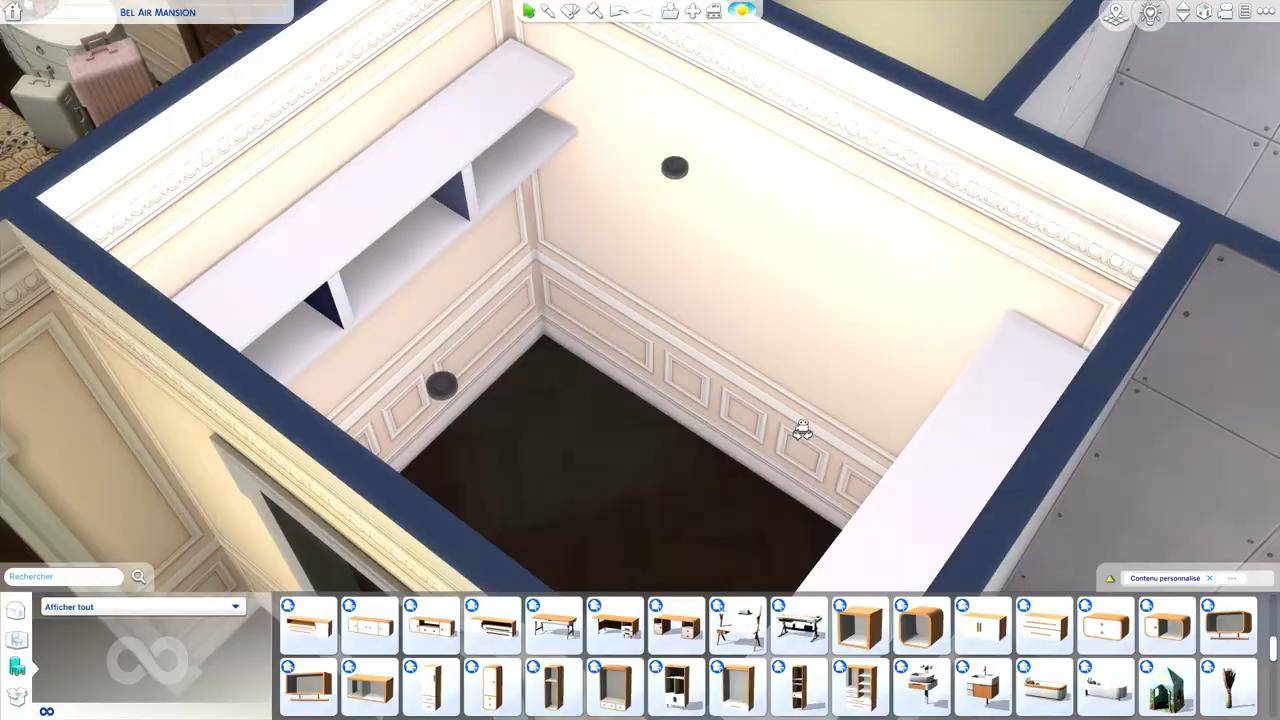 Bel Air Mansion
Rechercher
Contenu personnalisé
Afficher tout